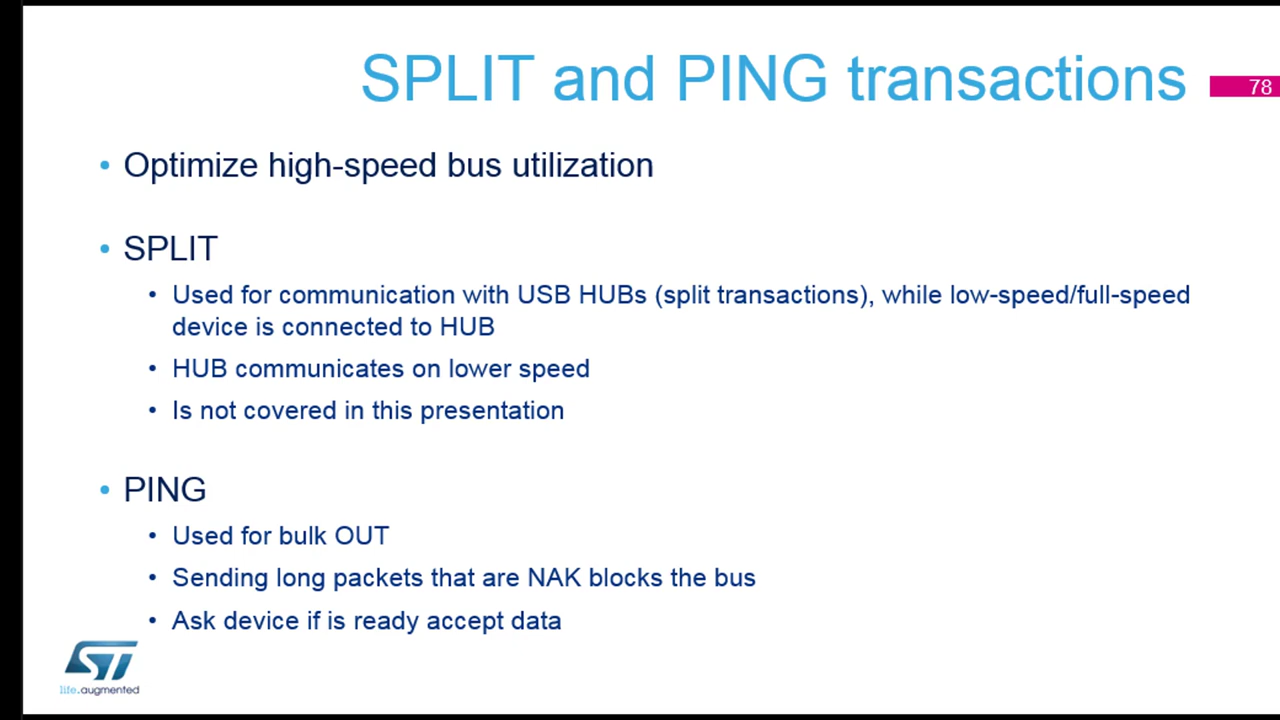 SPLIT and PING transactions
78
• Optimize high-speed bus utilization
• SPLIT
• Used for communication with USB HUBs (split transactions), while low-speed/full-speed
device is connected to HUB
• HUB communicates on lower speed
• Is not covered in this presentation
• PING
• Used for bulk OUT
• Sending long packets that are NAK blocks the bus
• Ask device if is ready accept data
ST
life.augmented